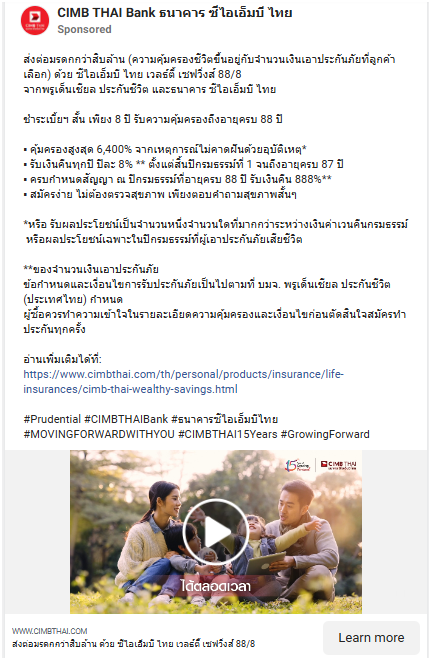 CIMB THAI Bank ธนาคาร ซีไอเอ็มบี ไทย
Sponsored
ส่งต่อมรดกกว่าสิบล้าน (ความคุ้มครองชีวิตขึ้นอยู่กับจำนวนเงินเอาประกันภัยที่ลูกค้า
เลือก) ด้วย ซีไอเอ็มบี ไทย เวลธ์ตี้ เซฟวิ่งส์ 88/8
จากพรูเด็นเชียล ประกันชีวิต และธนาคาร ซีไอเอ็มบี ไทย
ชำระเบี้ยฯ สั้น เพียง 8 ปี รับความคุ้มครองถึงอายุครบ 88 ปี
▪ คุ้มครองสูงสุด 6,400% จากเหตุการณ์ไม่คาดฝันด้วยอุบัติเหตุ*
▪ รับเงินคืนทุกปี ปีละ 8% ** ตั้งแต่สิ้นปีกรมธรรม์ที่ 1 จนถึงอายุครบ 87 ปี
▪ ครบกำหนดสัญญา ณ ปีกรมธรรม์ที่อายุครบ 88 ปี รับเงินคืน 888%**
▪ สมัครง่าย ไม่ต้องตรวจสุขภาพ เพียงตอบคำถามสุขภาพสั้นๆ
*หรือ รับผลประโยชน์เป็นจำนวนหนึ่งจำนวนใดที่มากกว่าระหว่างเงินค่าเวนคืนกรมธรรม์
หรือผลประโยชน์เฉพาะในปีกรมธรรม์ที่ผู้เอาประกันภัยเสียชีวิต
**ของจำนวนเงินเอาประกันภัย
ข้อกำหนดและเงื่อนไขการรับประกันภัยเป็นไปตามที่ บมจ. พรูเด็นเชียล ประกันชีวิต
(ประเทศไทย) กำหนด
ผู้ซื้อควรทำความเข้าใจในรายละเอียดความคุ้มครองและเงื่อนไขก่อนตัดสินใจสมัครทำ
ประกันทุกครั้ง
อ่านเพิ่มเติมได้ที่:
https://www.cimbthai.com/th/personal/products/insurance/life-
insurances/cimb-thai-wealthy-savings.html
#Prudential #CIMBTHAIBank #ธนาคารซีไอเอ็มบีไทย
#MOVINGFORWARDWITHYOU #CIMBTHAI15Years #GrowingForward
CIMB THAI
ได้ตลอดเวลา
WWW.CIMBTHAI.COM
ส่งต่อมรดกกว่าสิบล้าน ด้วย ซีไอเอ็มบี ไทย เวลธ์ตี้ เซฟวิ่งส์ 88/8
Learn more